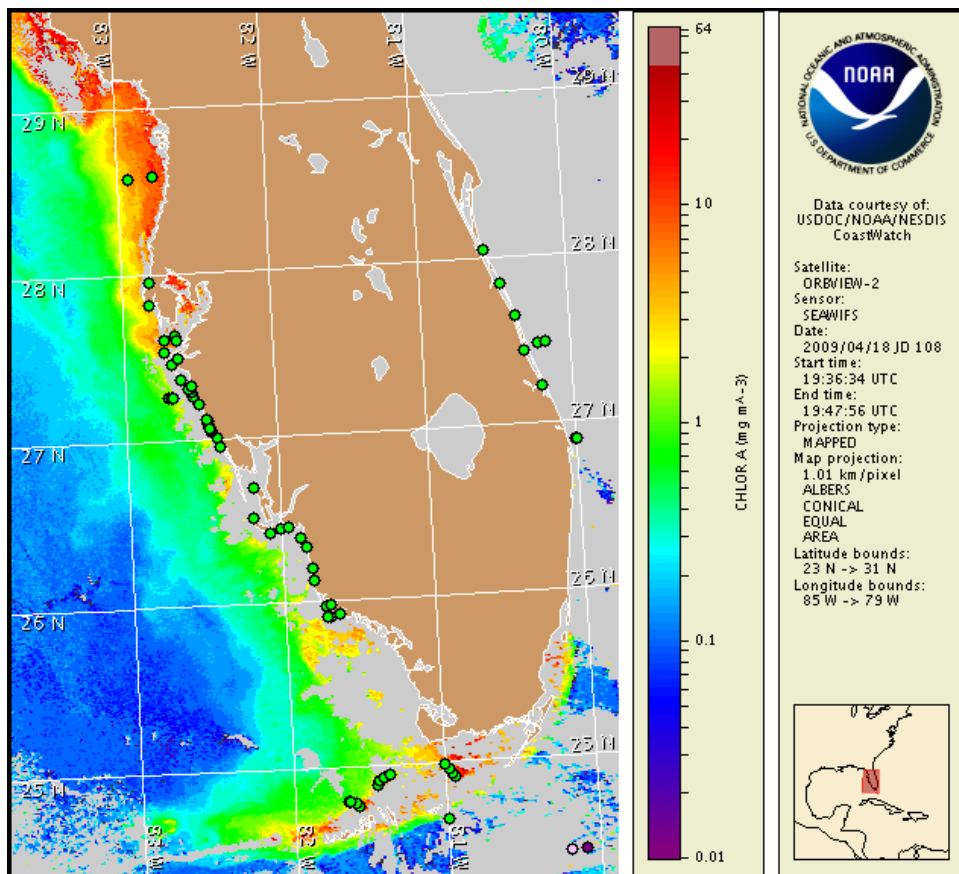 83 W
82
81
80 W
29 N
29 N
28 N
28 N
27 N
27 N
26 N
26 N
25 N
25 N
83 W
82
81 W
64
10
1
0.1
0.01
CHLOR A(mg m^-3)
NATIONAL OCEANIC AND ATMOSPHERIC ADMINISTRATION
NOAA
U.S. DEPARTMENT OF COMMERCE
Data courtesy of:
USDOC/NOAA/NESDIS
CoastWatch
Satellite:
ORBVIEW-2
Sensor:
SEAWIFS
Date:
2009/04/18 JD 108
Start time:
19:36:34 UTC
End time:
19:47:56 UTC
Projection type:
MAPPED
Map projection:
1.01 km/pixel
ALBERS
CONICAL
EQUAL
AREA
Latitude bounds:
23 N -> 31 N
Longitude bounds:
85 W -> 79 W